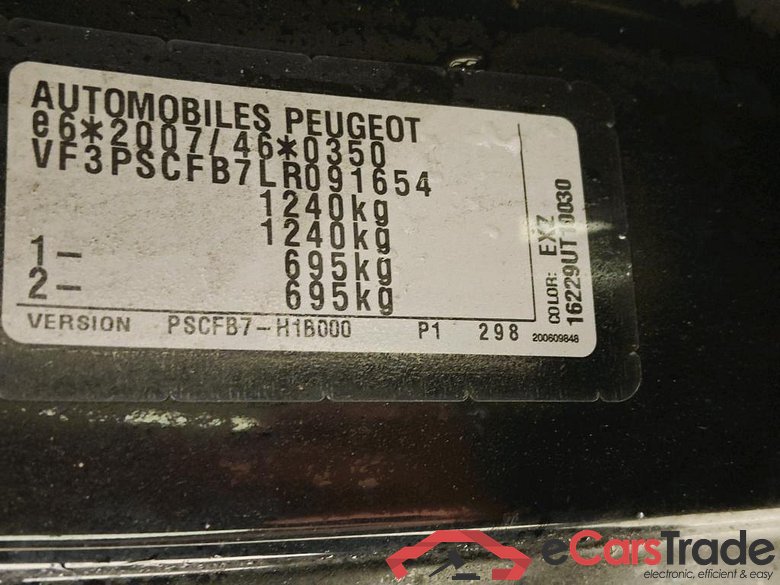 AUTOMOBILES PEUGEOT
e6*2007/46*0350
VF3PSCFB7LR091654
1240kg
1240kg
1- 695kg
2- 695kg
VERSION PSCFB7-H1B000 P1 298
COLOR: EXZ
16229UT10030
200609848
eCarsTrade
electronic, efficient & easy